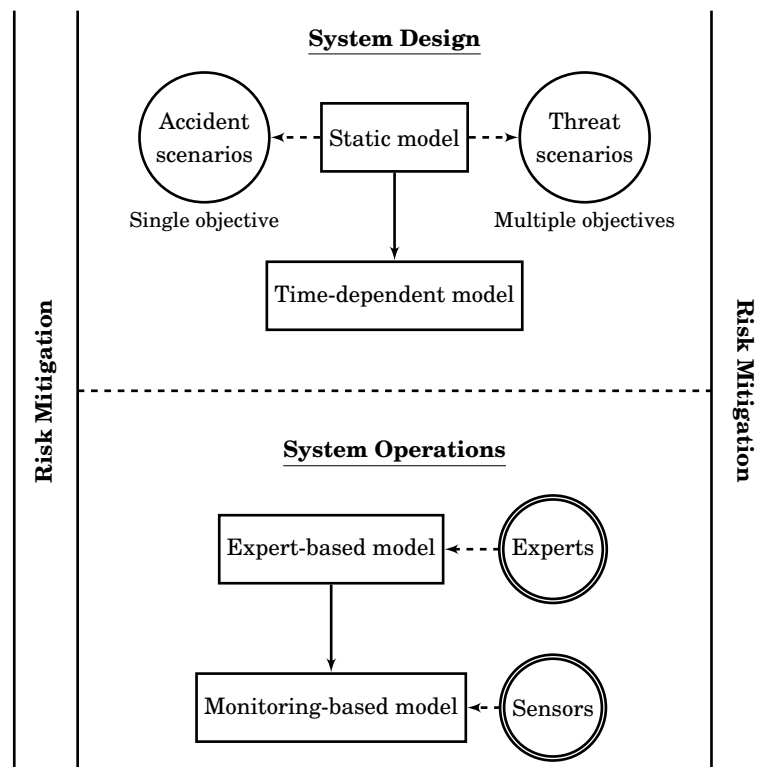 System Design
Accident
scenarios
Static model
Threat
scenarios
Single objective
Multiple objectives
Time-dependent model
Risk Mitigation
Risk Mitigation
System Operations
Expert-based model
Experts
Monitoring-based model
Sensors